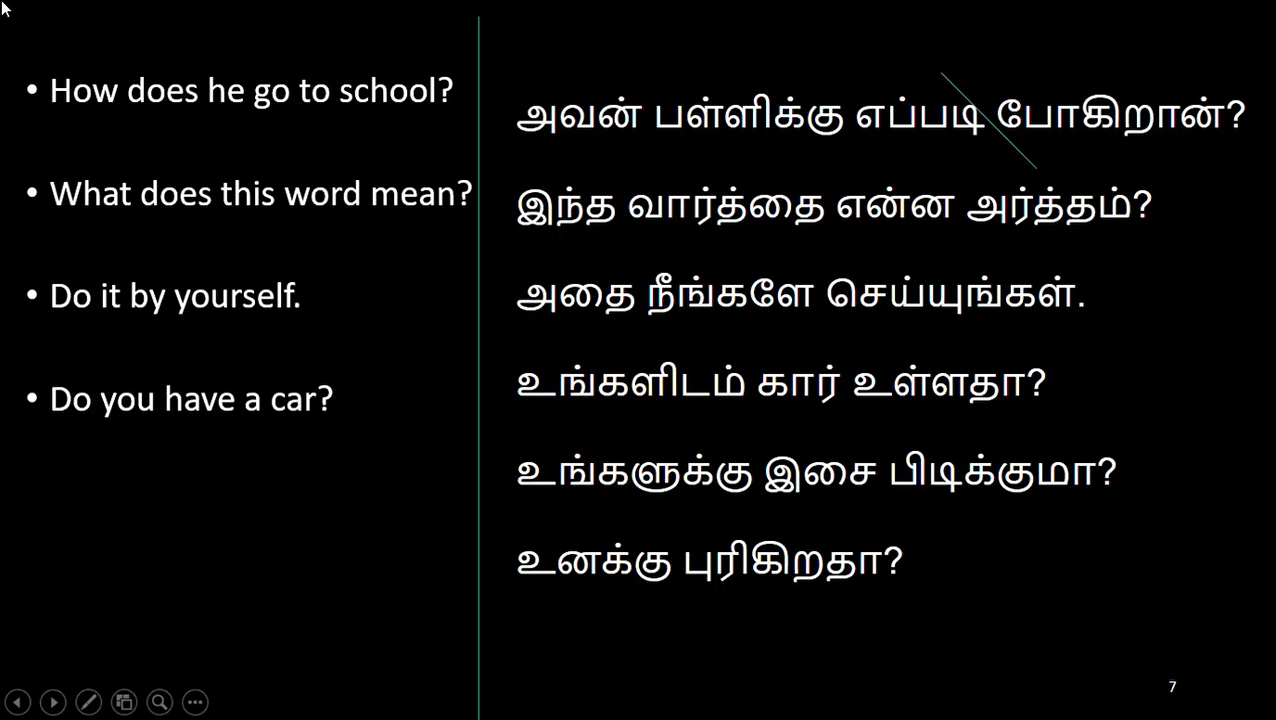 • How does he go to school?
• What does this word mean?
• Do it by yourself.
• Do you have a car?
அவன் பள்ளிக்கு எப்படி போகிறான்?
இந்த வார்த்தை என்ன அர்த்தம்?
அதை நீங்களே செய்யுங்கள்.
உங்களிடம் கார் உள்ளதா?
உங்களுக்கு இசை பிடிக்குமா?
உனக்கு புரிகிறதா?
7